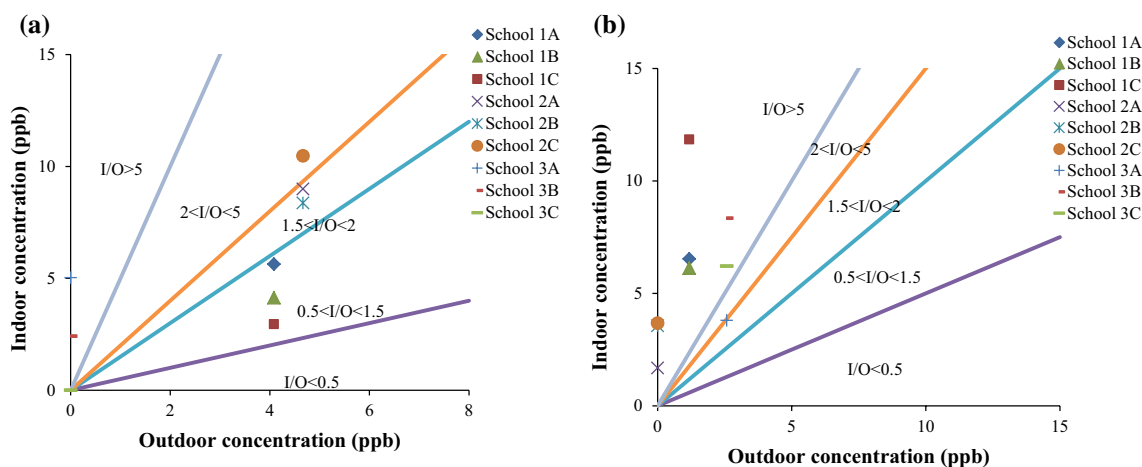 (a)
Indoor concentration (ppb)
15
10
5
0
0
2
4
6
8
Outdoor concentration (ppb)
I/O>5
2<I/O<5
1.5<I/O<2
0.5<I/O<1.5
I/O<0.5
School 1A
School 1B
School 1C
School 2A
School 2B
School 2C
School 3A
School 3B
School 3C
(b)
Indoor concentration (ppb)
15
10
5
0
0
5
10
15
Outdoor concentration (ppb)
I/O>5
2<I/O<5
1.5<I/O<2
0.5<I/O<1.5
I/O<0.5
School 1A
School 1B
School 1C
School 2A
School 2B
School 2C
School 3A
School 3B
School 3C